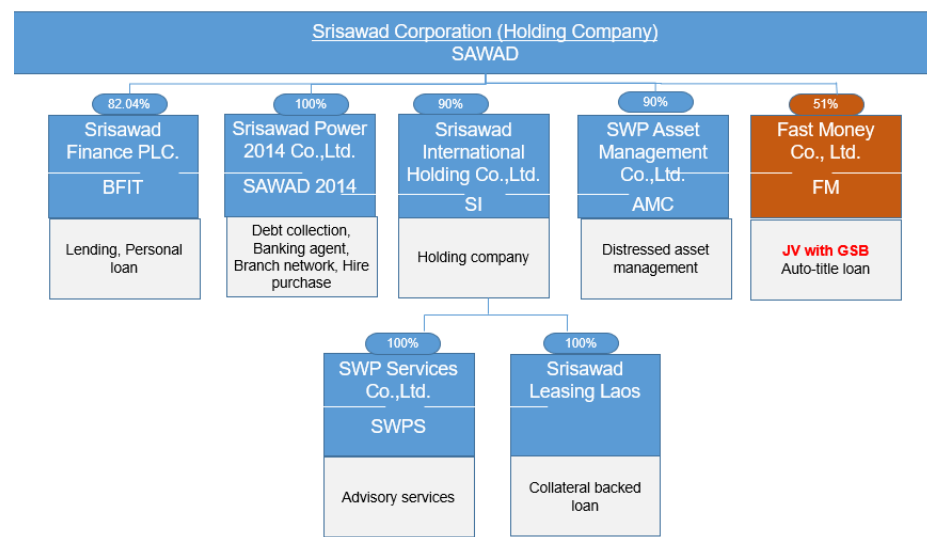 Srisawad Corporation (Holding Company)
SAWAD
82.04%
Srisawad
Finance PLC.
BFIT
Lending, Personal
loan
100%
Srisawad Power
2014 Co.,Ltd.
SAWAD 2014
Debt collection,
Banking agent,
Branch network, Hire
purchase
90%
Srisawad
International
Holding Co.,Ltd.
SI
Holding company
90%
SWP Asset
Management
Co.,Ltd.
AMC
Distressed asset
management
51%
Fast Money
Co., Ltd.
FM
JV with GSB
Auto-title loan
100%
SWP Services
Co.,Ltd.
SWPS
Advisory services
100%
Srisawad
Leasing Laos
Collateral backed
loan